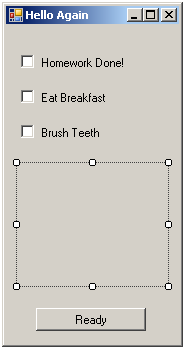 Hello Again
Homework Done!
Eat Breakfast
Brush Teeth
Ready